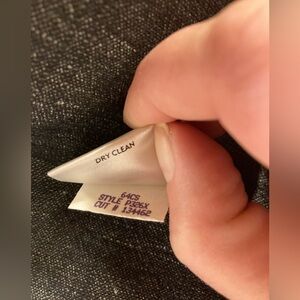 DRY CLEAN
64CS
STYLE P326X
CUT # 134462